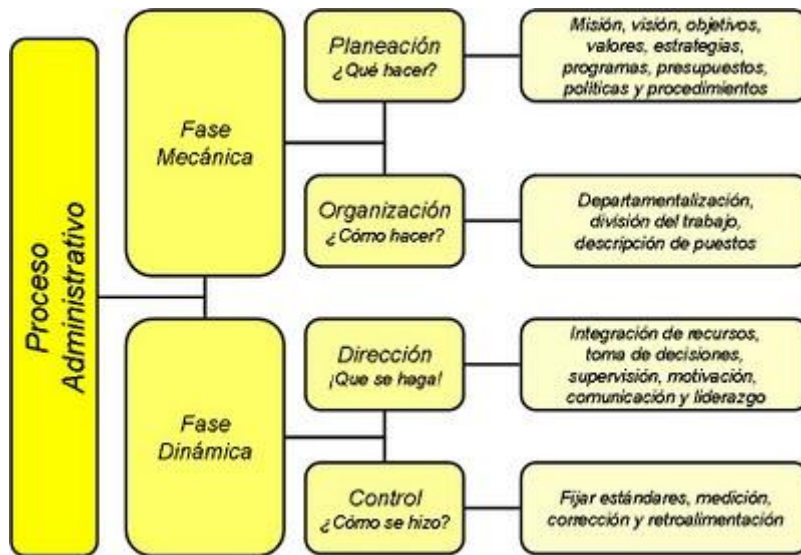 Proceso
Administrativo
Fase
Mecánica
Planeación
¿Qué hacer?
Misión, visión, objetivos,
valores, estrategias,
programas, presupuestos,
políticas y procedimientos
Organización
¿Cómo hacer?
Departamentalización,
división del trabajo,
descripción de puestos
Fase
Dinámica
Dirección
¡Que se haga!
Integración de recursos,
toma de decisiones,
supervisión, motivación,
comunicación y liderazgo
Control
¿Cómo se hizo?
Fijar estándares, medición,
corrección y retroalimentación